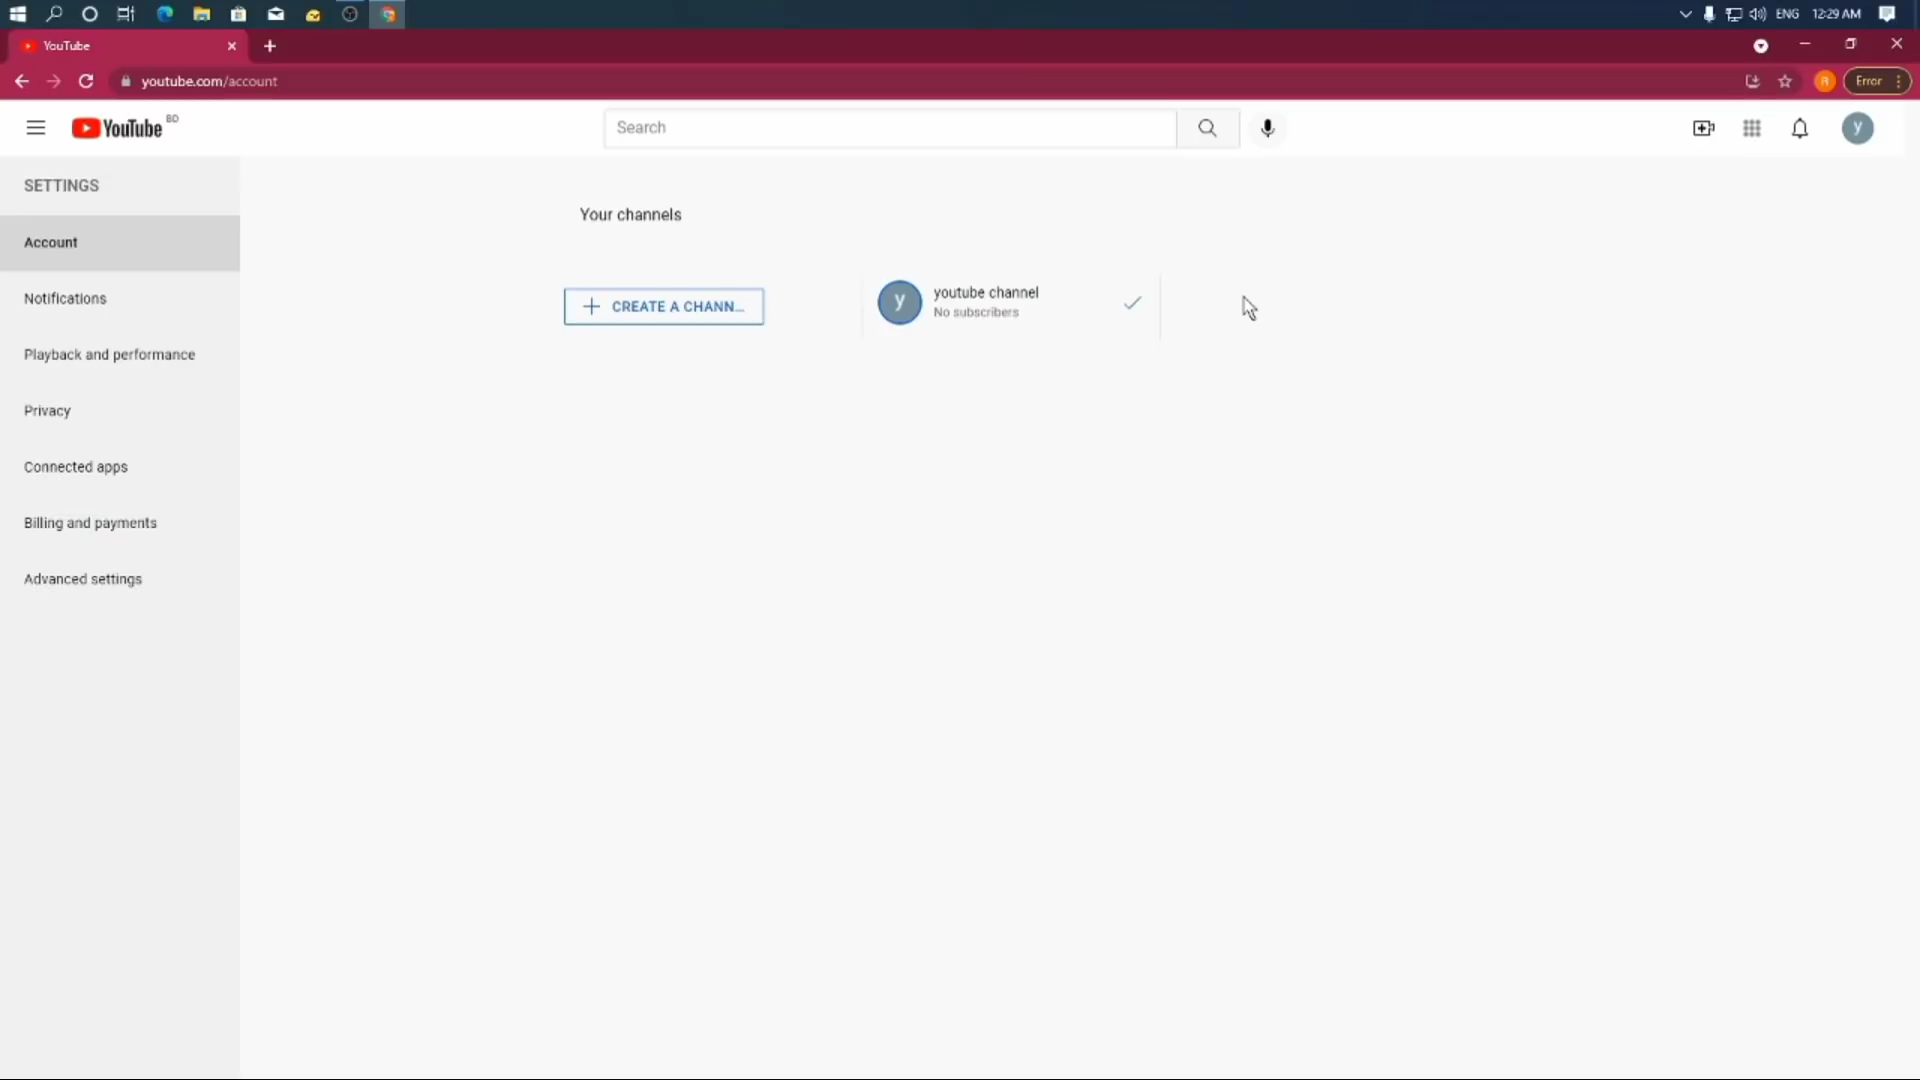 ENG 12:29 AM
YouTube
youtube.com/account
R
Error
YouTube BD
Search
y
SETTINGS
Account
Notifications
Playback and performance
Privacy
Connected apps
Billing and payments
Advanced settings
Your channels
CREATE A CHANN...
y
youtube channel
No subscribers